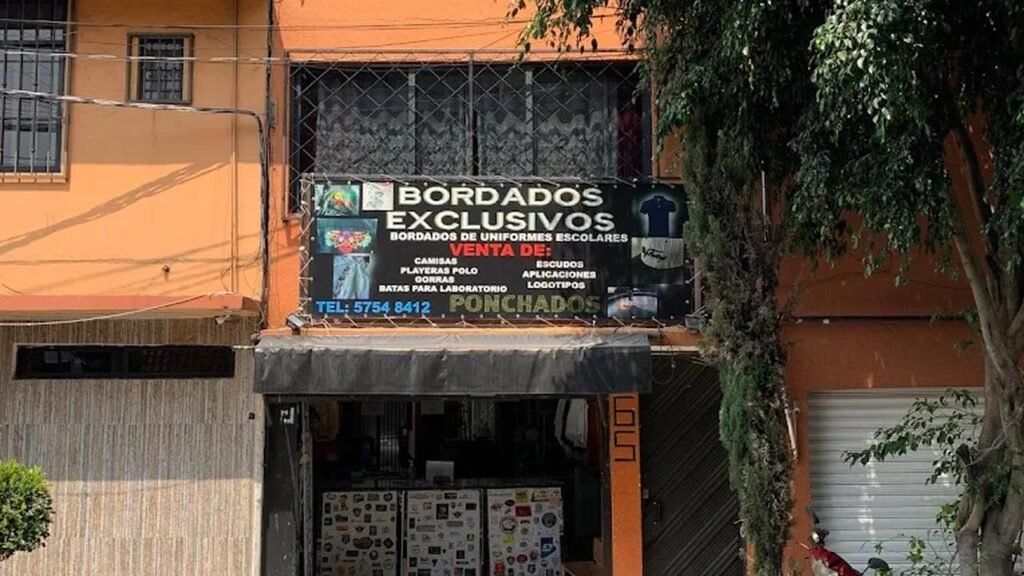 BORDADOS
EXCLUSIVOS
BORDADOS DE UNIFORMES ESCOLARES
VENTA DE:
CAMISAS
PLAYERAS POLO
GORRAS
BATAS PARA LABORATORIO
ESCUDOS
APLICACIONES
LOGOTIPOS
TEL: 5754 8412
PONCHADOS
65